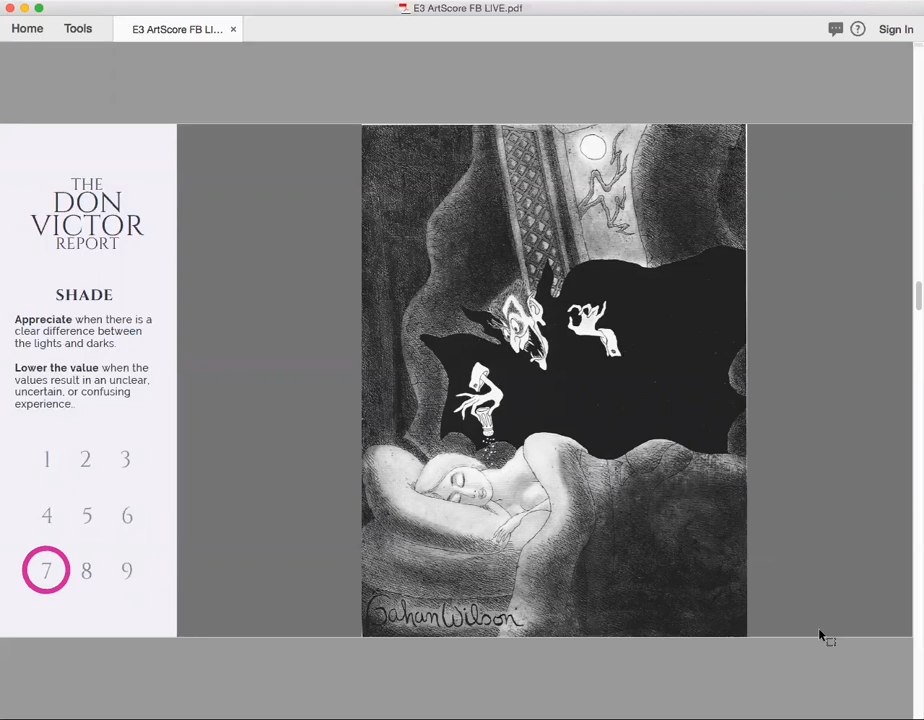 E3 ArtScore FB LIVE.pdf
Home Tools E3 ArtScore FB LI... × ? Sign In
THE
DON
VICTOR
REPORT
SHADE
Appreciate when there is a
clear difference between
the lights and darks.
Lower the value when the
values result in an unclear,
uncertain, or confusing
experience..
1 2 3
4 5 6
7 8 9
Gahan Wilson